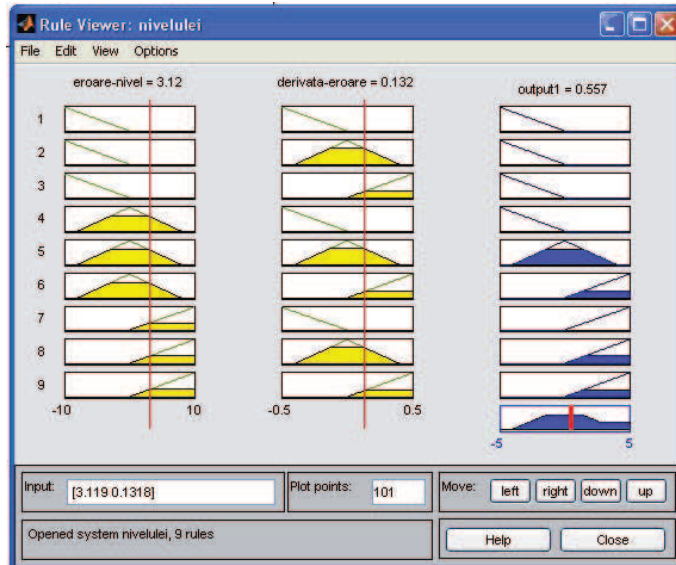 Rule Viewer: nivelulei
File Edit View Options
eroare-nivel = 3.12 derivata-eroare = 0.132 output1 = 0.557
1
2
3
4
5
6
7
8
9
-10 10 -0.5 0.5
-5 5
Input: [3.119 0.1318] Plot points: 101 Move: left right down up
Opened system nivelulei, 9 rules Help Close